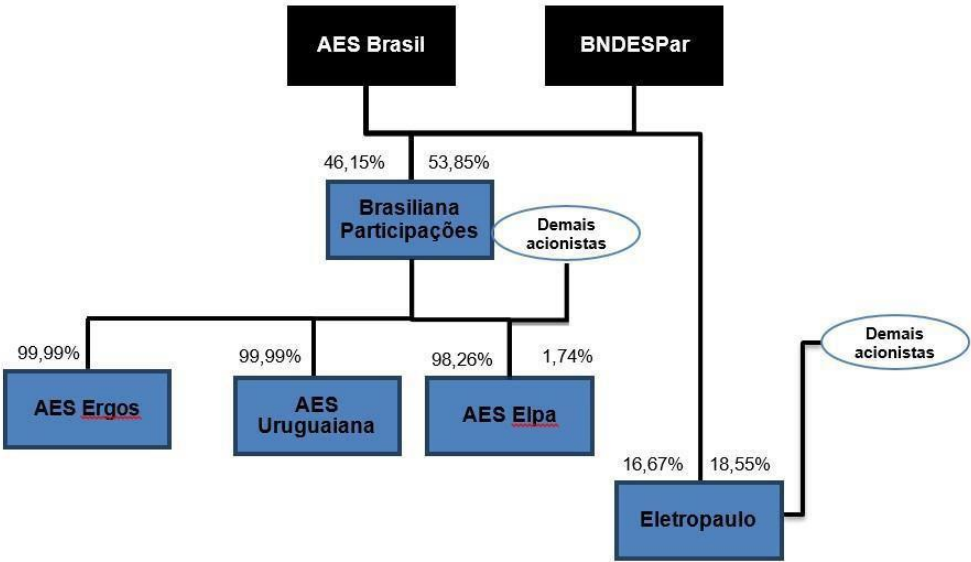 AES Brasil
BNDESPar
46,15%
53,85%
Brasiliana
Participações
Demais
acionistas
99,99%
99,99%
98,26%
1,74%
AES Ergos
AES
Uruguaiana
AES Elpa
Demais
acionistas
16,67%
18,55%
Eletropaulo